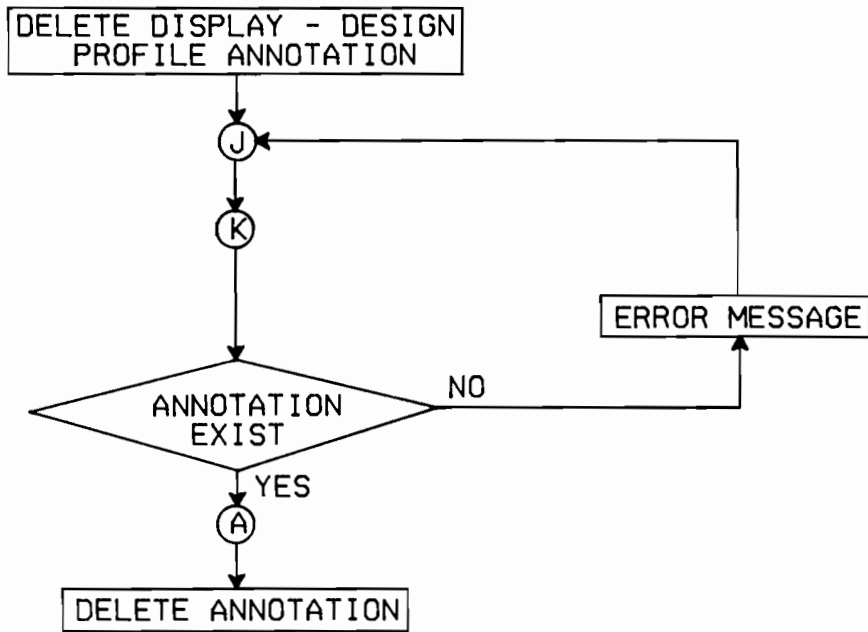 DELETE DISPLAY - DESIGN
PROFILE ANNOTATION
J
K
ERROR MESSAGE
NO
ANNOTATION
EXIST
YES
A
DELETE ANNOTATION